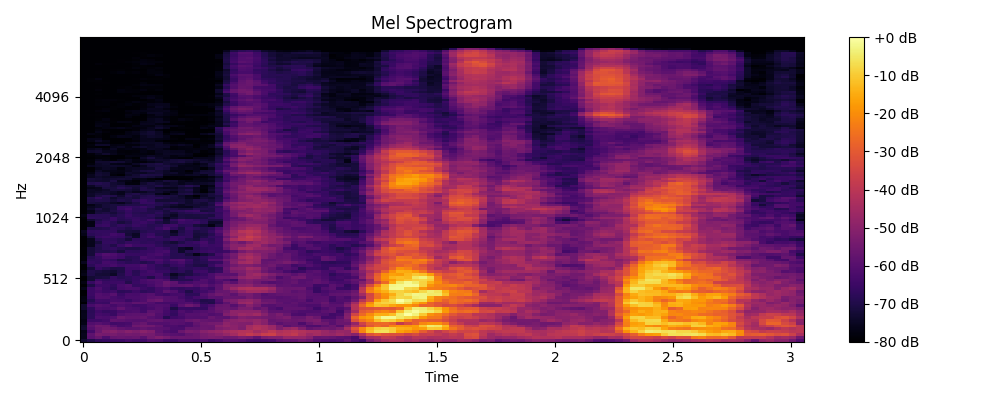 Mel Spectrogram
Hz
4096
2048
1024
512
0
0
0.5
1
1.5
2
2.5
3
Time
+0 dB
-10 dB
-20 dB
-30 dB
-40 dB
-50 dB
-60 dB
-70 dB
-80 dB